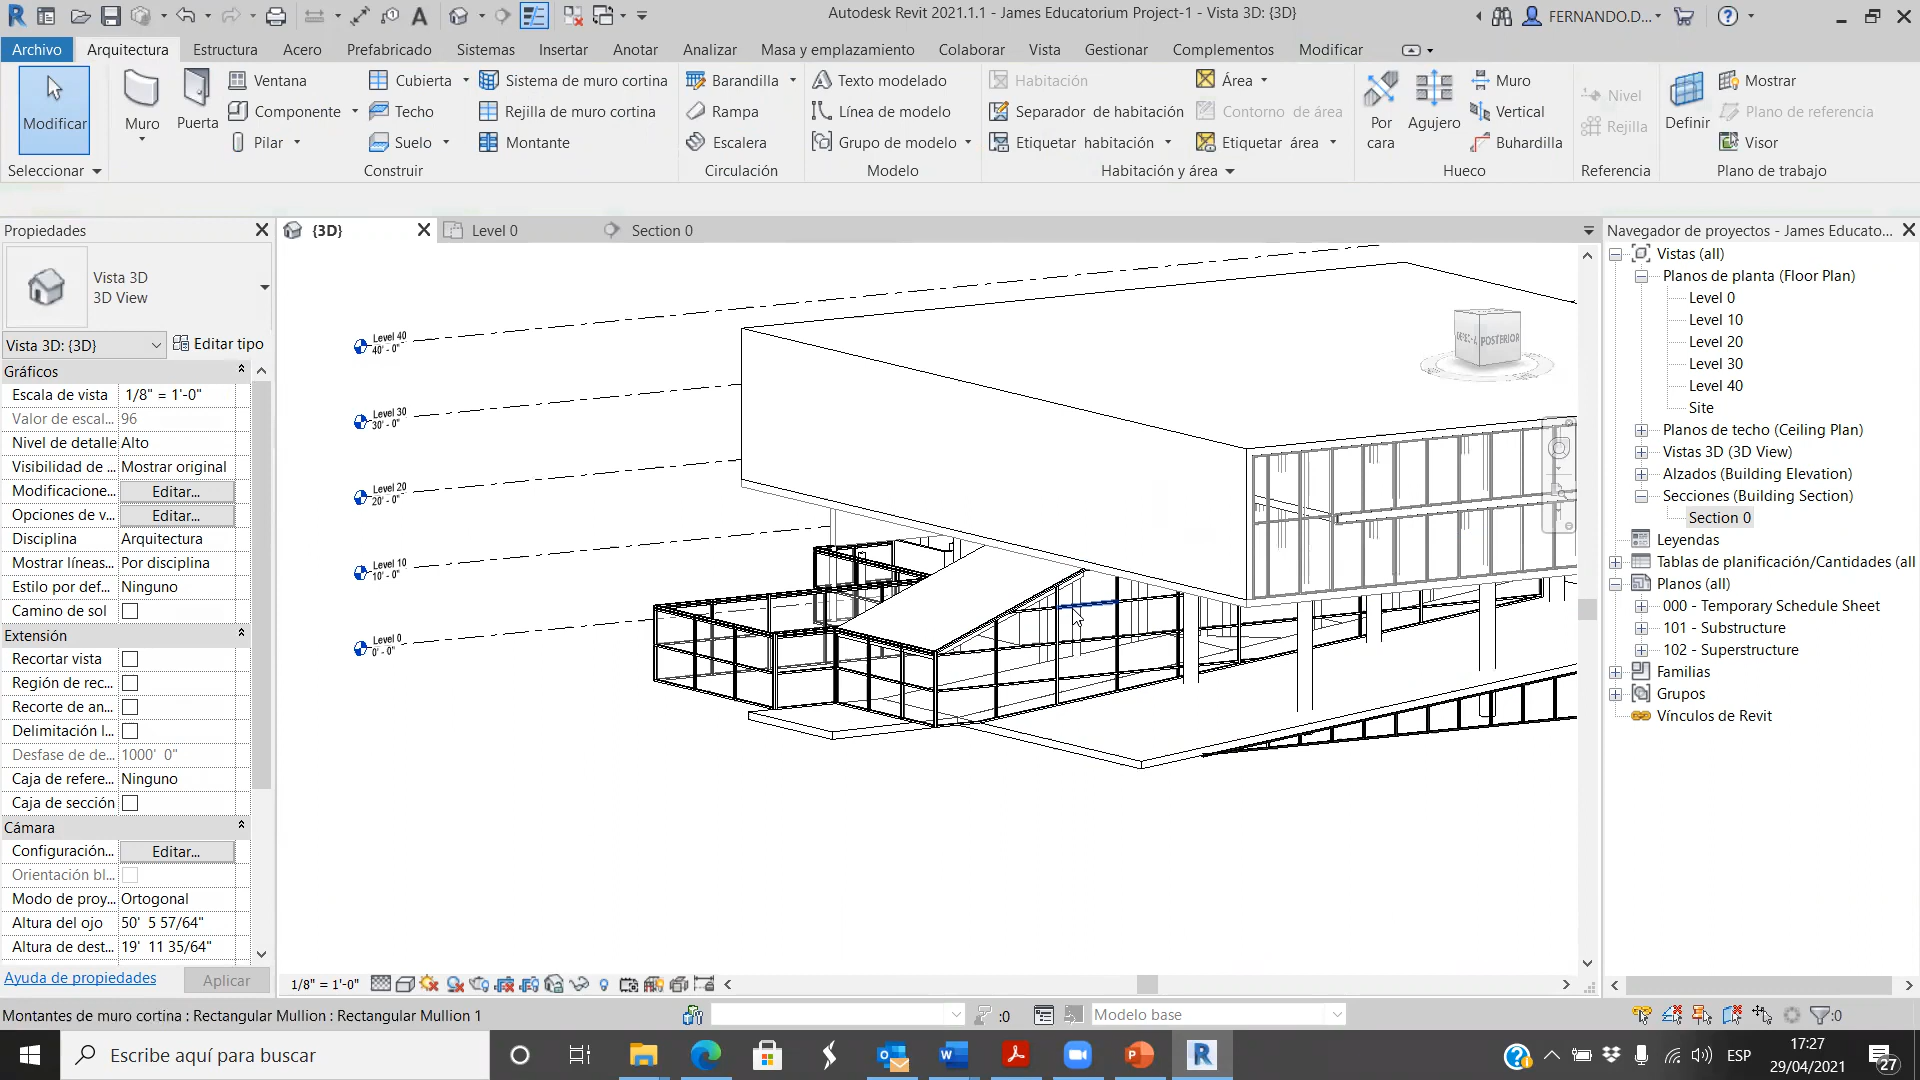 Autodesk Revit 2021.1.1 - James Educatorium Project-1 - Vista 3D: {3D}
FERNANDO.D...
Archivo Arquitectura Estructura Acero Prefabricado Sistemas Insertar Anotar Analizar Masa y emplazamiento Colaborar Vista Gestionar Complementos Modificar
Modificar
Muro
Puerta
Ventana
Componente
Pilar
Cubierta
Techo
Suelo
Sistema de muro cortina
Rejilla de muro cortina
Montante
Barandilla
Rampa
Escalera
Texto modelado
Línea de modelo
Grupo de modelo
Habitación
Separador de habitación
Etiquetar habitación
Área
Contorno de área
Etiquetar área
Por cara
Agujero
Muro
Vertical
Buhardilla
Nivel
Rejilla
Definir
Mostrar
Plano de referencia
Visor
Seleccionar
Construir
Circulación
Modelo
Habitación y área
Hueco
Referencia
Plano de trabajo
Propiedades
Vista 3D
3D View
Vista 3D: {3D}
Editar tipo
Gráficos
Escala de vista 1/8" = 1'-0"
Valor de escal... 96
Nivel de detalle Alto
Visibilidad de ... Mostrar original
Modificacione... Editar...
Opciones de v... Editar...
Disciplina Arquitectura
Mostrar líneas... Por disciplina
Estilo por def... Ninguno
Camino de sol
Extensión
Recortar vista
Región de rec...
Recorte de an...
Delimitación l...
Desfase de de... 1000' 0"
Caja de refere... Ninguno
Caja de sección
Cámara
Configuración... Editar...
Orientación bl...
Modo de proy... Ortogonal
Altura del ojo 50' 5 57/64"
Altura de dest... 19' 11 35/64"
Ayuda de propiedades
Aplicar
{3D}
Level 0
Section 0
Level 40
40' - 0"
Level 30
30' - 0"
Level 20
20' - 0"
Level 10
10' - 0"
Level 0
0' - 0"
POSTERIOR
1/8" = 1'-0"
Navegador de proyectos - James Educato...
Vistas (all)
Planos de planta (Floor Plan)
Level 0
Level 10
Level 20
Level 30
Level 40
Site
Planos de techo (Ceiling Plan)
Vistas 3D (3D View)
Alzados (Building Elevation)
Secciones (Building Section)
Section 0
Leyendas
Tablas de planificación/Cantidades (all
Planos (all)
000 - Temporary Schedule Sheet
101 - Substructure
102 - Superstructure
Familias
Grupos
Vínculos de Revit
Montantes de muro cortina : Rectangular Mullion : Rectangular Mullion 1
:0
Modelo base
:0
Escribe aquí para buscar
ESP
17:27
29/04/2021
27